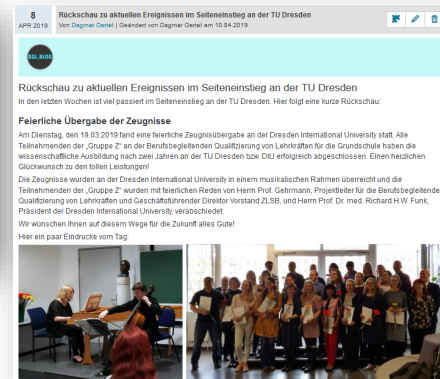 8
APR 2019
Rückschau zu aktuellen Ereignissen im Seiteneinstieg an der TU Dresden
Von Dagmar Oertel | Geändert von Dagmar Oertel am 10.04.2019
BQL.BLOG
Rückschau zu aktuellen Ereignissen im Seiteneinstieg an der TU Dresden
In den letzten Wochen ist viel passiert im Seiteneinstieg an der TU Dresden. Hier folgt eine kurze Rückschau:
Feierliche Übergabe der Zeugnisse
Am Dienstag, den 19.03.2019 fand eine feierliche Zeugnisübergabe an der Dresden International University statt. Alle
Teilnehmenden der „Gruppe Z“ an der Berufsbegleitenden Qualifizierung von Lehrkräften für die Grundschule haben die
wissenschaftliche Ausbildung nach zwei Jahren an der TU Dresden bzw. DIU erfolgreich abgeschlossen. Einen herzlichen
Glückwunsch zu den tollen Leistungen!
Die Zeugnisse wurden an der Dresden International University in einem musikalischen Rahmen überreicht und die
Teilnehmenden der „Gruppe Z“ wurden mit feierlichen Reden von Herrn Prof. Gehrmann, Projektleiter für die Berufsbegleitende
Qualifizierung von Lehrkräften und Geschäftsführender Direktor Vorstand ZLSB, und Herrn Prof. Dr. med. Richard H.W. Funk,
Präsident der Dresden International University, verabschiedet.
Wir wünschen Ihnen auf diesem Wege für die Zukunft alles Gute!
Hier ein paar Eindrücke vom Tag: